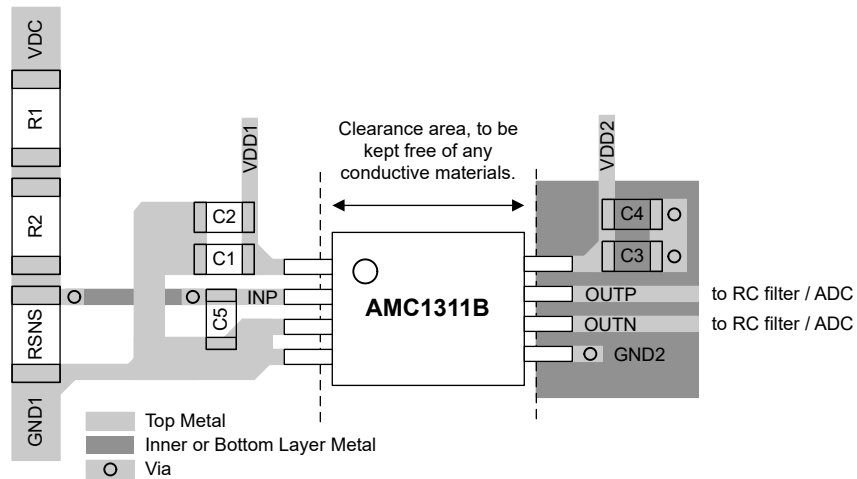 VDC
R1
R2
RSNS
GND1
VDD1
C2
C1
C5
INP
Clearance area, to be
kept free of any
conductive materials.
AMC1311B
VDD2
C4
C3
OUTP
to RC filter / ADC
OUTN
to RC filter / ADC
GND2
Top Metal
Inner or Bottom Layer Metal
Via